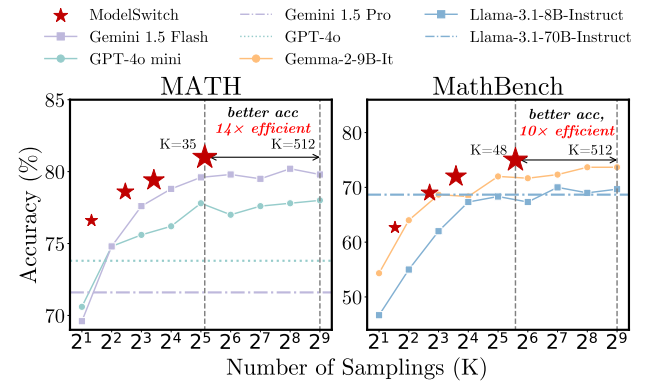 ModelSwitch
Gemini 1.5 Pro
Llama-3.1-8B-Instruct
Gemini 1.5 Flash
GPT-4o
Llama-3.1-70B-Instruct
GPT-4o mini
Gemma-2-9B-It
MATH
MathBench
85
80
75
70
better acc
14× efficient
K=35
K=512
80
70
60
50
better acc,
10× efficient
K=48
K=512
Accuracy (%)
2^1 2^2 2^3 2^4 2^5 2^6 2^7 2^8 2^9
2^1 2^2 2^3 2^4 2^5 2^6 2^7 2^8 2^9
Number of Samplings (K)